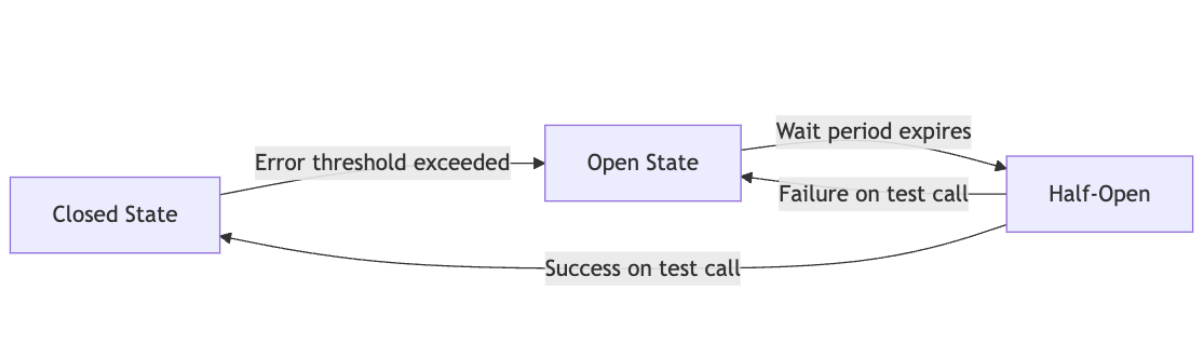 Wait period expires
Error threshold exceeded
Open State
Failure on test call
Half-Open
Closed State
Success on test call